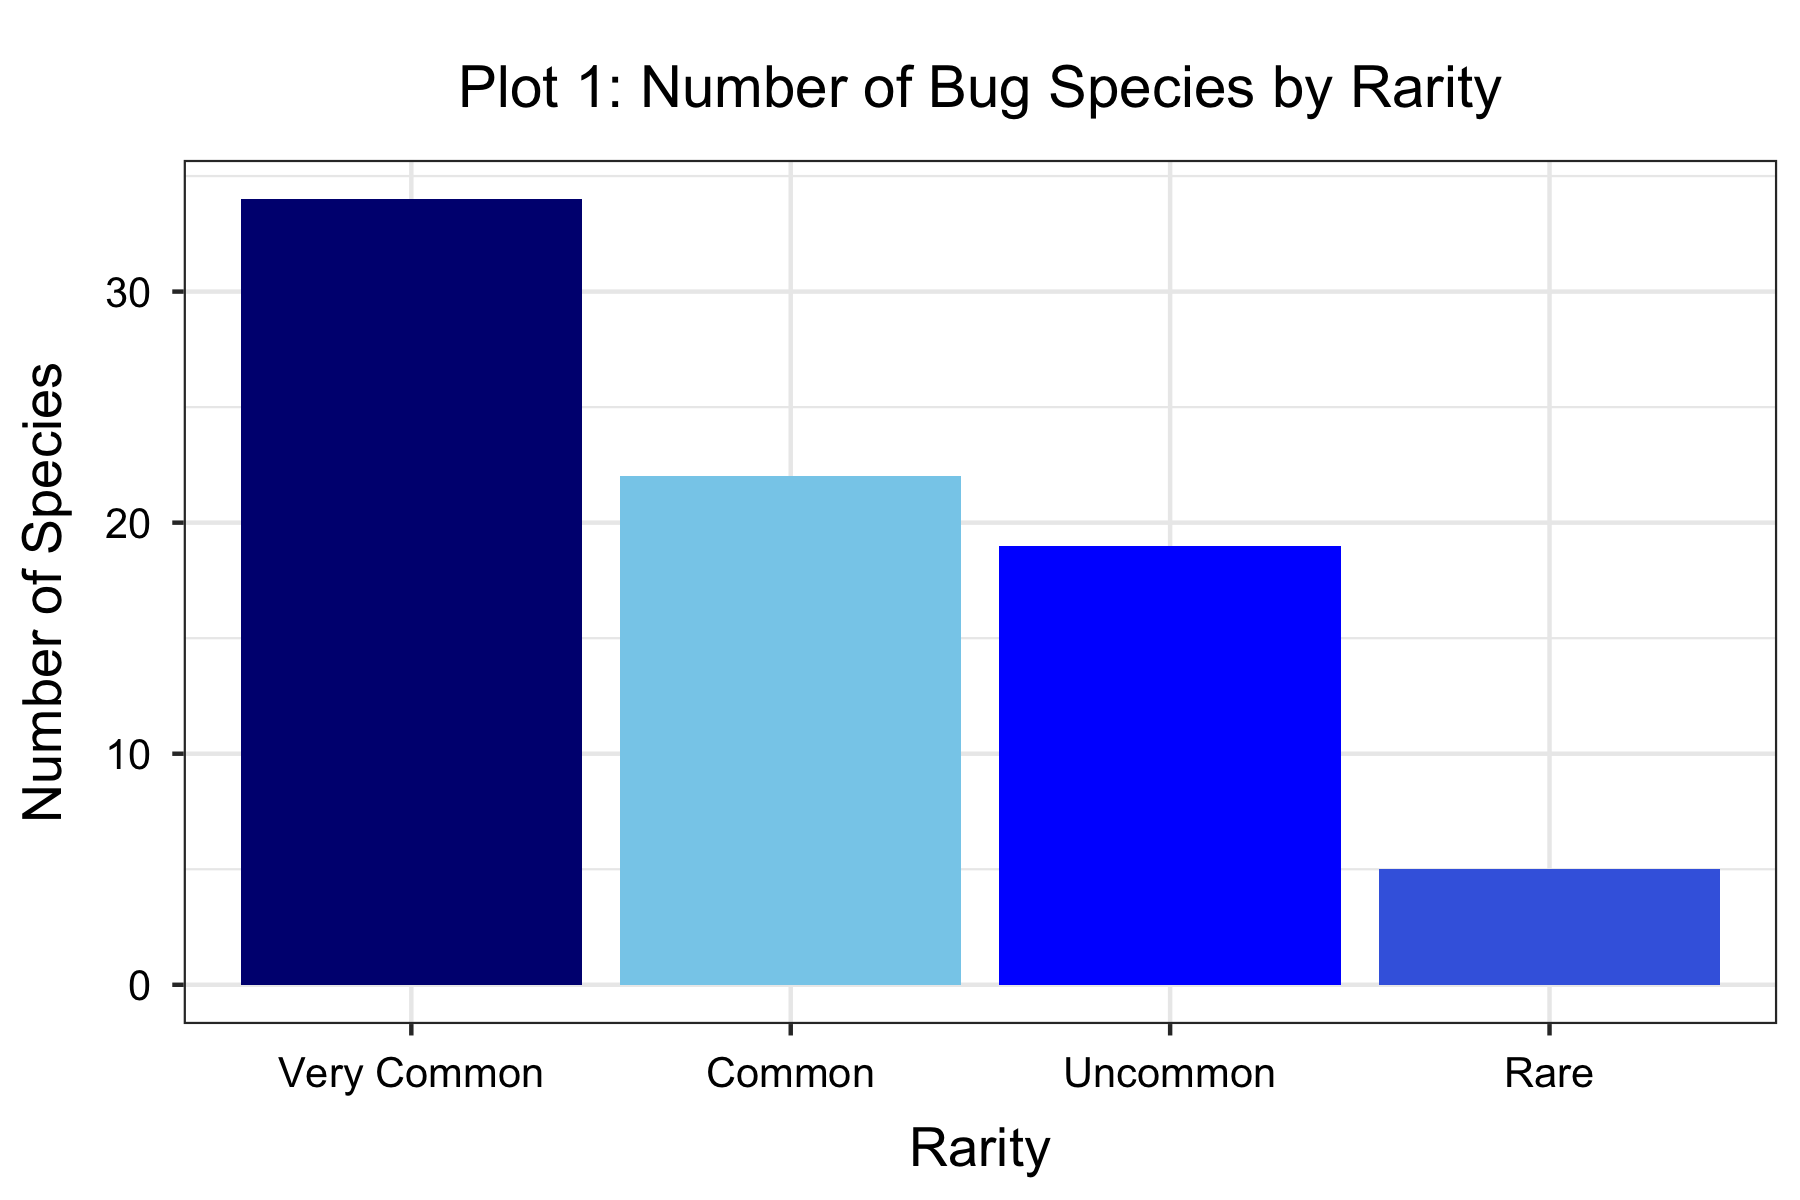 Plot 1: Number of Bug Species by Rarity
Number of Species
30
20
10
0
Very Common Common Uncommon Rare
Rarity